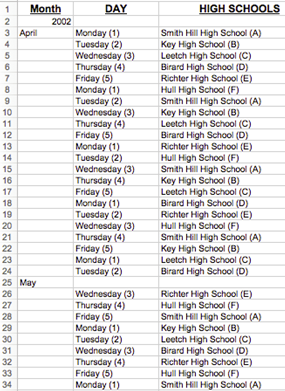 1 Month DAY HIGH SCHOOLS
2 2002
3 April Monday (1) Smith Hill High School (A)
4 Tuesday (2) Key High School (B)
5 Wednesday (3) Leetch High School (C)
6 Thursday (4) Birard High School (D)
7 Friday (5) Richter High School (E)
8 Monday (1) Hull High School (F)
9 Tuesday (2) Smith Hill High School (A)
10 Wednesday (3) Key High School (B)
11 Thursday (4) Leetch High School (C)
12 Friday (5) Birard High School (D)
13 Monday (1) Richter High School (E)
14 Tuesday (2) Hull High School (F)
15 Wednesday (3) Smith Hill High School (A)
16 Thursday (4) Key High School (B)
17 Friday (5) Leetch High School (C)
18 Monday (1) Birard High School (D)
19 Tuesday (2) Richter High School (E)
20 Wednesday (3) Hull High School (F)
21 Thursday (4) Smith Hill High School (A)
22 Friday (5) Key High School (B)
23 Monday (1) Leetch High School (C)
24 Tuesday (2) Birard High School (D)
25 May
26 Wednesday (3) Richter High School (E)
27 Thursday (4) Hull High School (F)
28 Friday (5) Smith Hill High School (A)
29 Monday (1) Key High School (B)
30 Tuesday (2) Leetch High School (C)
31 Wednesday (3) Birard High School (D)
32 Thursday (4) Richter High School (E)
33 Friday (5) Hull High School (F)
34 Monday (1) Smith Hill High School (A)